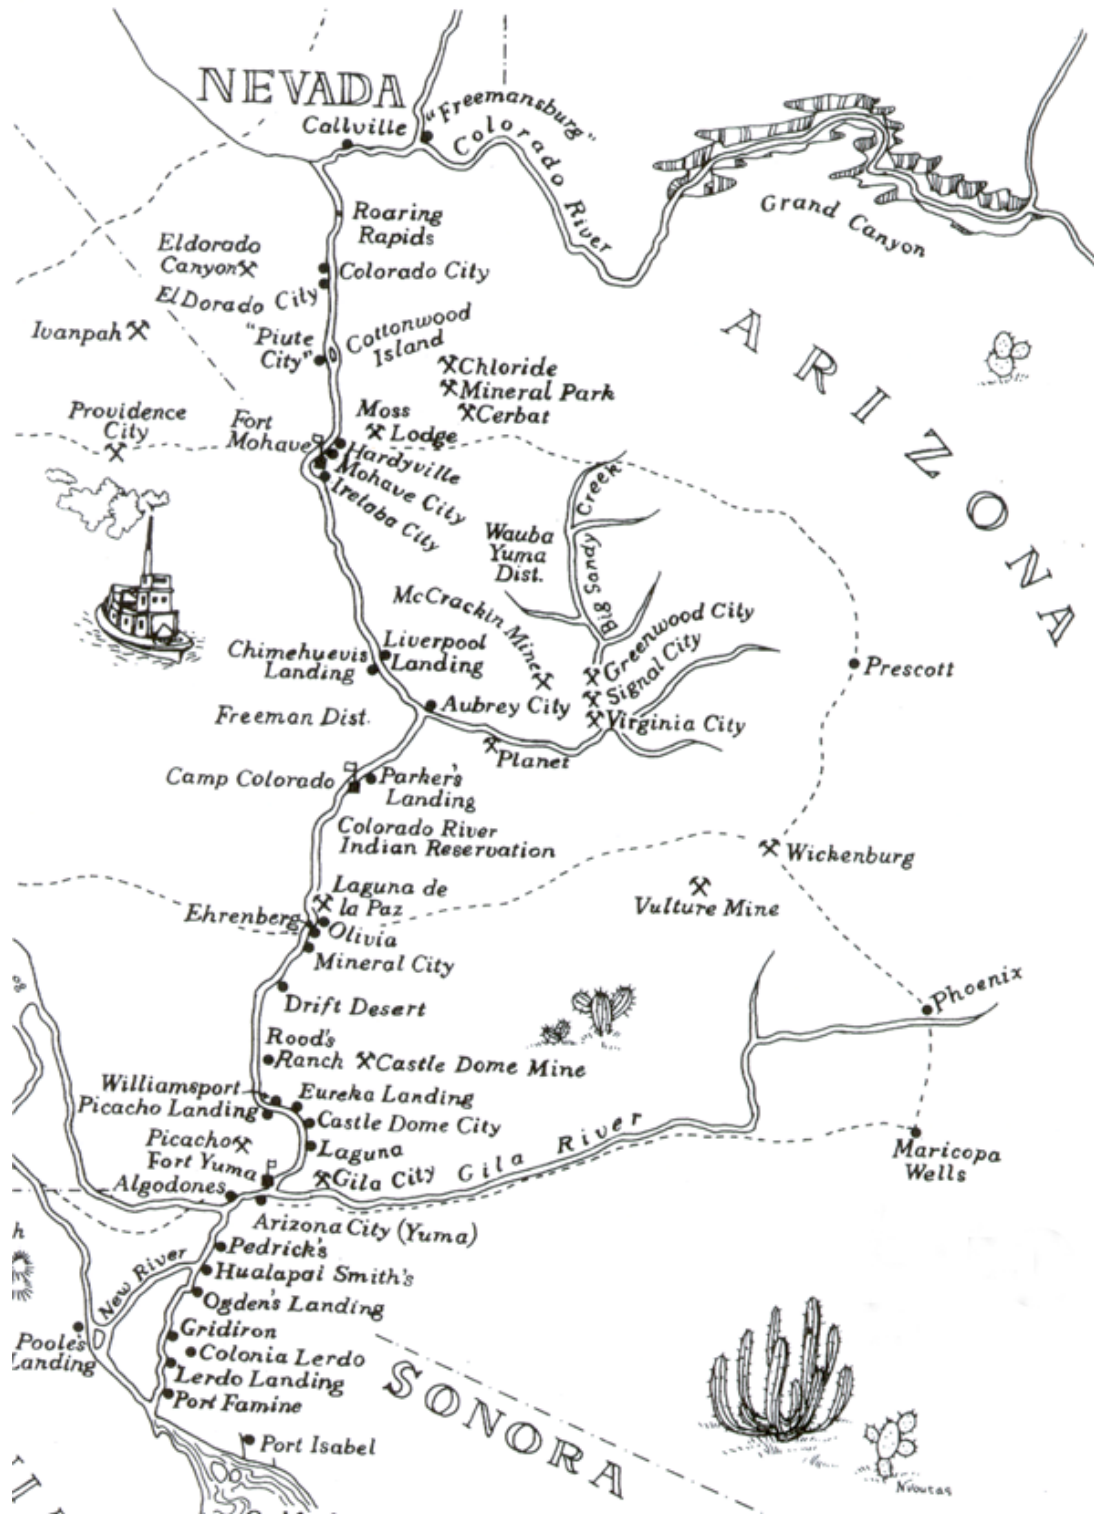 NEVADA
"Freemansburg"
Callville
Colorado River
Grand Canyon
Roaring
Rapids
Eldorado
Canyon
Colorado City
El Dorado City
Ivanpah
"Piute
City"
Cottonwood
Island
Chloride
Mineral Park
Cerbat
ARIZONA
Providence
City
Fort
Mohave
Moss
Lodge
Hardyville
Mohave City
Iretaba City
Big Sandy Creek
Wauba
Yuma
Dist.
McCrackin Mine
Greenwood City
Signal City
Virginia City
Liverpool
Landing
Chimehuevis
Landing
Prescott
Aubrey City
Freeman Dist.
Planet
Camp Colorado
Parker's
Landing
Colorado River
Indian Reservation
Wickenburg
Vulture Mine
Laguna de
la Paz
Ehrenberg
Olivia
Mineral City
Drift Desert
Phoenix
Rood's
Ranch
Castle Dome Mine
Williamsport
Eureka Landing
Picacho Landing
Castle Dome City
Picacho
Laguna
Fort Yuma
Gila City
Gila River
Algodones
Maricopa
Wells
Arizona City (Yuma)
Pedrick's
New River
Hualapai Smith's
Ogden's Landing
Gridiron
Poole's
Landing
Colonia Lerdo
Lerdo Landing
Port Famine
Port Isabel
SONORA